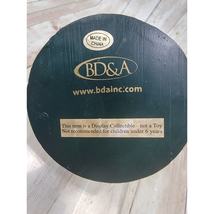 MADE IN
CHINA
BD&A
www.bdainc.com
This item is a Display Collectible - not a Toy
Not recommended for children under 6 years